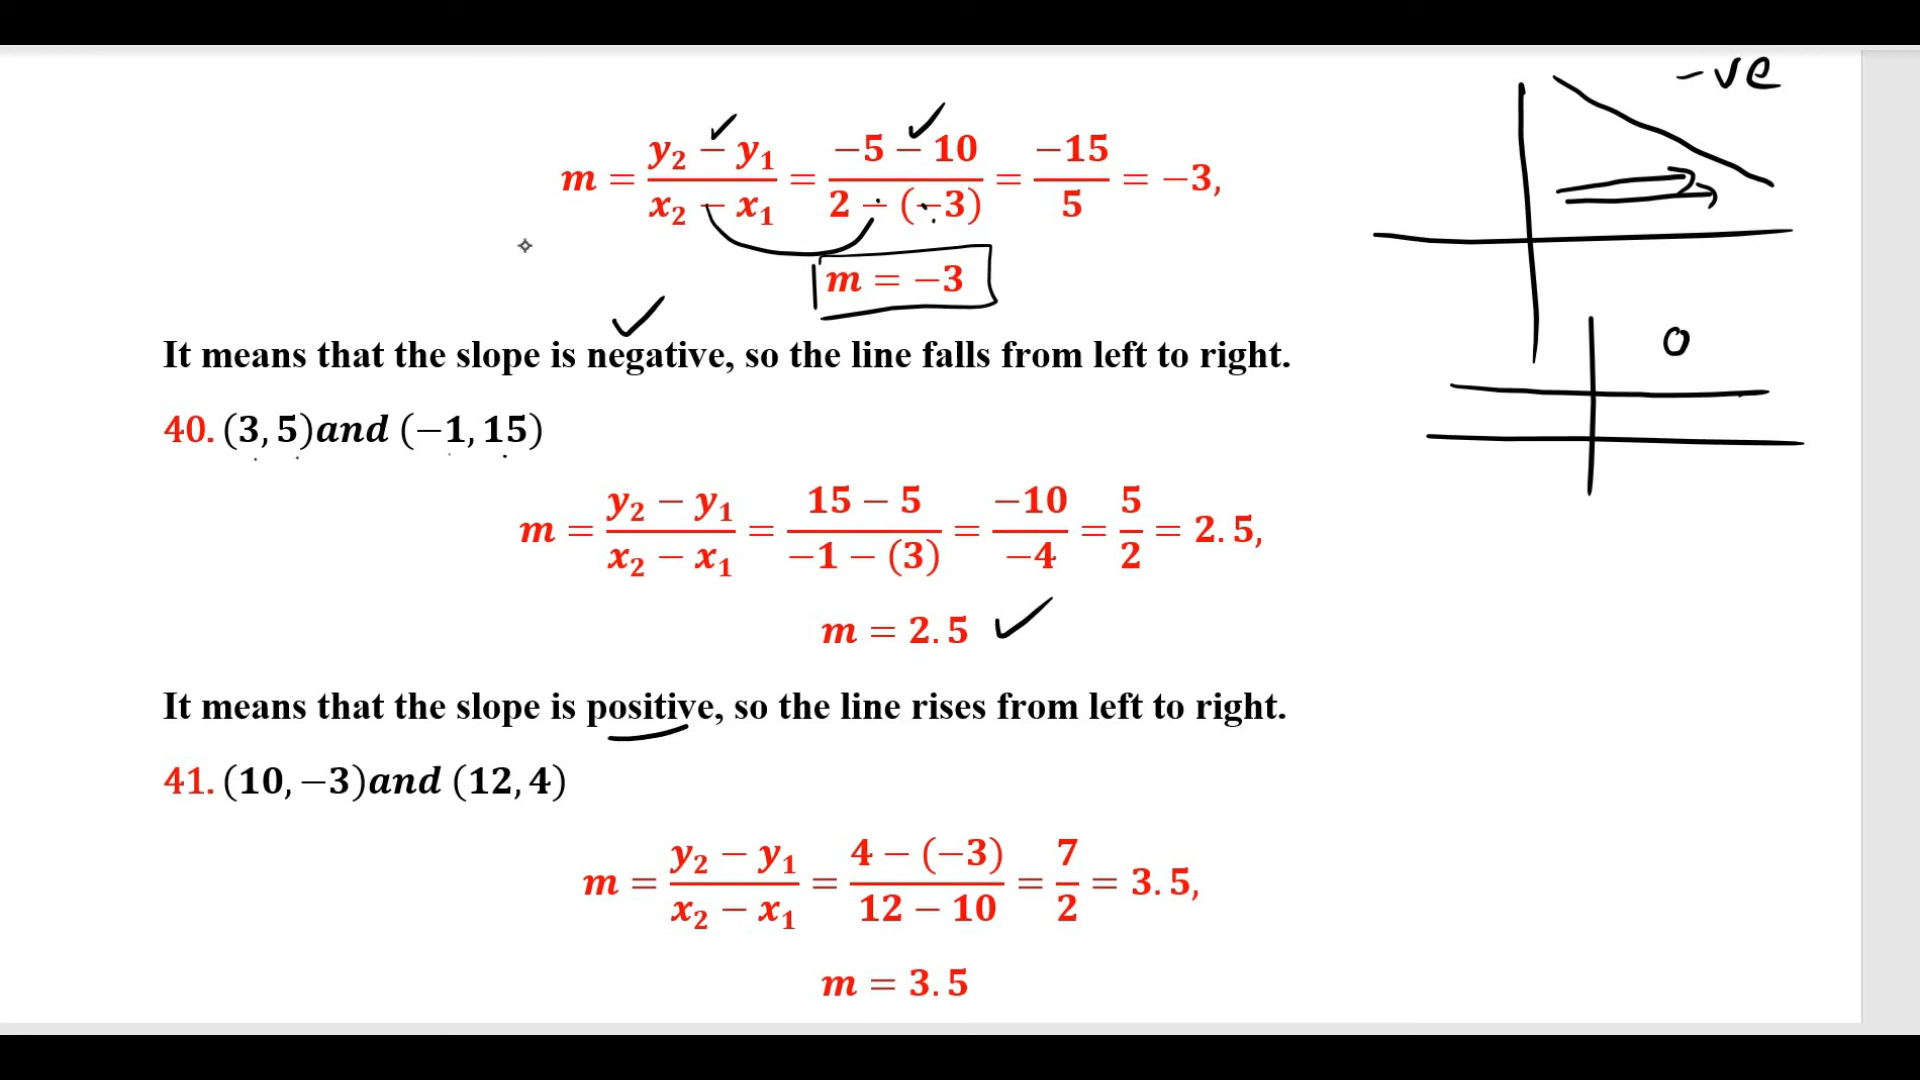 -ve
m = y₂ − y₁ / x₂ − x₁ = −5 − 10 / 2 − (−3) = −15 / 5 = −3,
m = −3
It means that the slope is negative, so the line falls from left to right.
0
40. (3, 5)and (−1, 15)
m = y₂ − y₁ / x₂ − x₁ = 15 − 5 / −1 − (3) = −10 / −4 = 5 / 2 = 2.5,
m = 2.5
It means that the slope is positive, so the line rises from left to right.
41. (10, −3)and (12, 4)
m = y₂ − y₁ / x₂ − x₁ = 4 − (−3) / 12 − 10 = 7 / 2 = 3.5,
m = 3.5